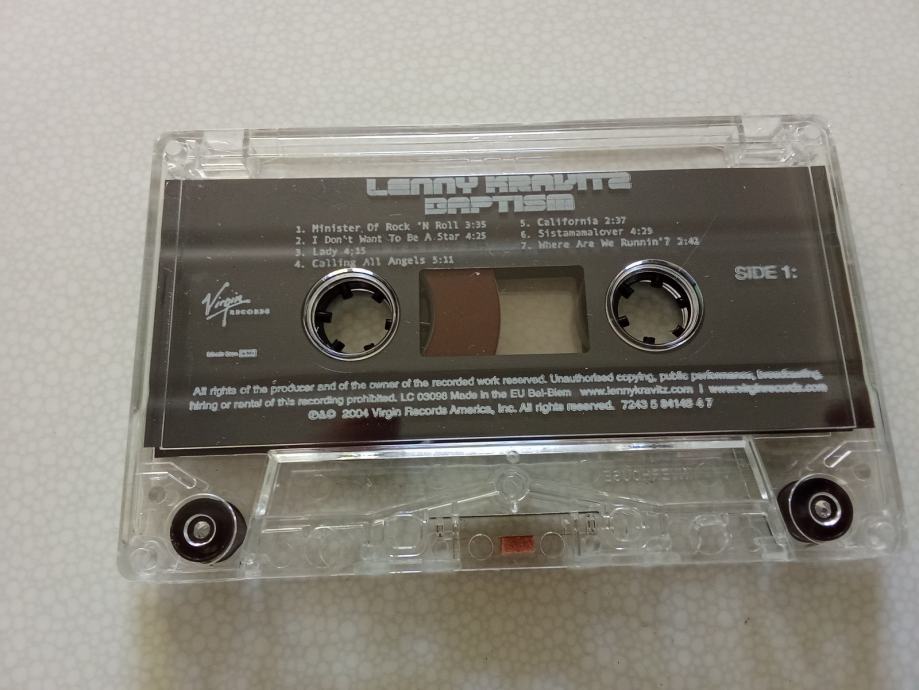 LENNY KRAVITZ
BAPTISM
1. Minister Of Rock 'N Roll 3:35
2. I Don't Want To Be A Star 4:25
3. Lady 4:15
4. Calling All Angels 5:11
5. California 2:37
6. Sistamamalover 4:29
7. Where Are We Runnin'? 2:42
SIDE 1:
Virgin
RECORDS
All rights of the producer and of the owner of the recorded work reserved. Unauthorised copying, public performance, broadcasting,
hiring or rental of this recording prohibited. LC 03098 Made in the EU Bel-Biem www.lennykravitz.com | www.virginrecords.com
℗&© 2004 Virgin Records America, Inc. All rights reserved. 7243 5 84145 4 7